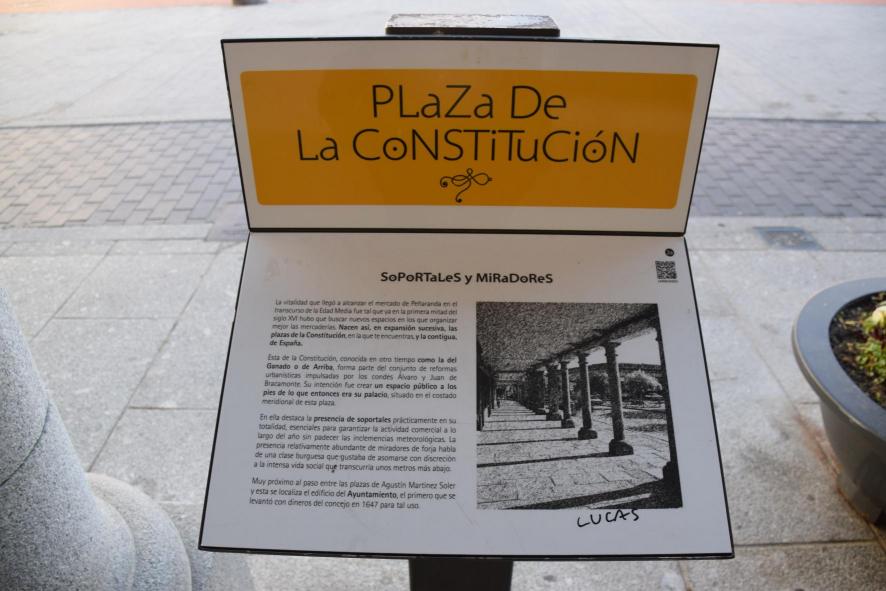 PLaZa De
La CoNSTiTuCióN
SoPoRTaLeS y MiRaDoReS
La vitalidad que llegó a alcanzar el mercado de Peñaranda en el
transcurso de la Edad Media fue tal que ya en la primera mitad del
siglo XVI hubo que buscar nuevos espacios en los que organizar
mejor las mercaderías. Nacen así, en expansión sucesiva, las
plazas de la Constitución, en la que te encuentras, y la contigua,
de España.
Esta de la Constitución, conocida en otro tiempo como la del
Ganado o de Arriba, forma parte del conjunto de reformas
urbanísticas impulsadas por los condes Álvaro y Juan de
Bracamonte. Su intención fue crear un espacio público a los
pies de lo que entonces era su palacio, situado en el costado
meridional de esta plaza.
En ella destaca la presencia de soportales prácticamente en su
totalidad, esenciales para garantizar la actividad comercial a lo
largo del año sin padecer las inclemencias meteorológicas. La
presencia relativamente abundante de miradores de forja habla
de una clase burguesa que gustaba de asomarse con discreción
a la intensa vida social que transcurría unos metros más abajo.
Muy próximo al paso entre las plazas de Agustín Martínez Soler
y esta se localiza el edificio del Ayuntamiento, el primero que se
levantó con dineros del concejo en 1647 para tal uso.
LUCAS